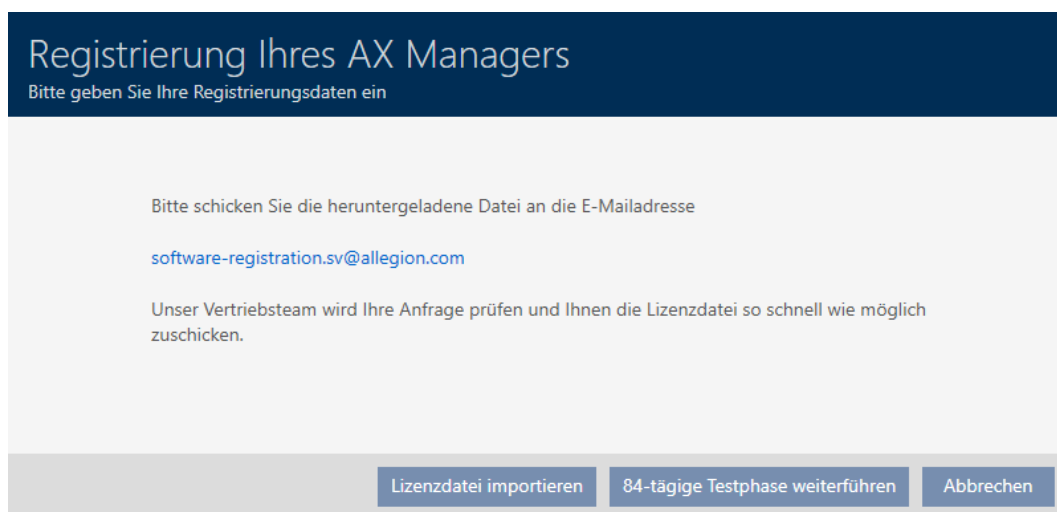 Registrierung Ihres AX Managers
Bitte geben Sie Ihre Registrierungsdaten ein
Bitte schicken Sie die heruntergeladene Datei an die E-Mailadresse
software-registration.sv@allegion.com
Unser Vertriebsteam wird Ihre Anfrage prüfen und Ihnen die Lizenzdatei so schnell wie möglich
zuschicken.
Lizenzdatei importieren
84-tägige Testphase weiterführen
Abbrechen